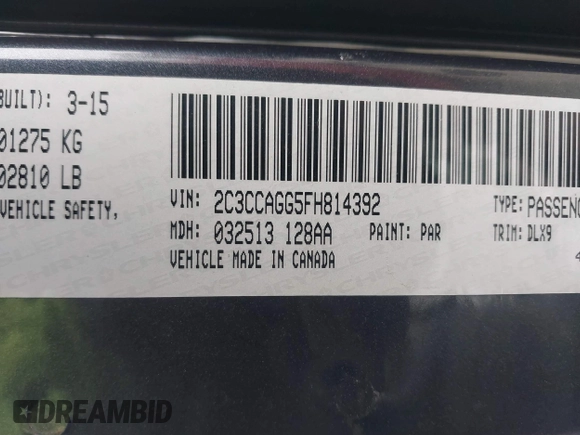 BUILT): 3-15
01275 KG
02810 LB
VEHICLE SAFETY,
VIN: 2C3CCAGG5FH814392
TYPE: PASSENG
MDH: 032513 128AA
PAINT: PAR
TRIM: DLX9
VEHICLE MADE IN CANADA
4
DREAMBID